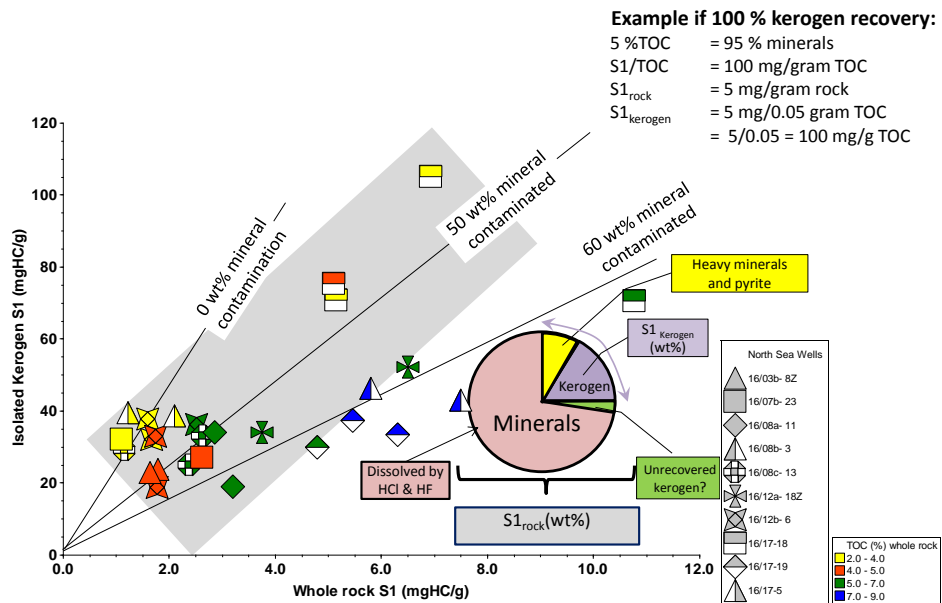 Example if 100 % kerogen recovery:
5 %TOC = 95 % minerals
S1/TOC = 100 mg/gram TOC
S1rock = 5 mg/gram rock
S1kerogen = 5 mg/0.05 gram TOC
= 5/0.05 = 100 mg/g TOC
120
100
80
60
40
20
0
Isolated Kerogen S1 (mgHC/g)
0.0 2.0 4.0 6.0 8.0 10.0 12.0
Whole rock S1 (mgHC/g)
0 wt% mineral
contamination
50 wt% mineral
contaminated
60 wt% mineral
contaminated
Heavy minerals
and pyrite
S1 Kerogen
(wt%)
Kerogen
Minerals
Dissolved by
HCl & HF
Unrecovered
kerogen?
S1rock(wt%)
North Sea Wells
16/03b- 8Z
16/07b- 23
16/08a- 11
16/08b- 3
16/08c- 13
16/12a- 18Z
16/12b- 6
16/17-18
16/17-19
16/17-5
TOC (%) whole rock
2.0 - 4.0
4.0 - 5.0
5.0 - 7.0
7.0 - 9.0